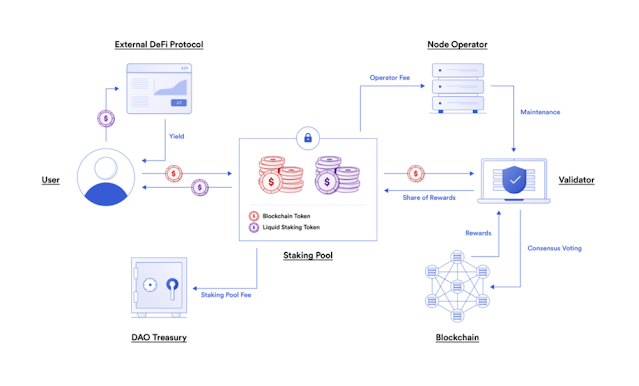 External DeFi Protocol
Node Operator
</>
Operator Fee
Maintenance
Yield
User
$
$
$
$
$
$
Validator
Share of Rewards
$ Blockchain Token
$ Liquid Staking Token
Rewards
Consensus Voting
Staking Pool
Staking Pool Fee
DAO Treasury
Blockchain